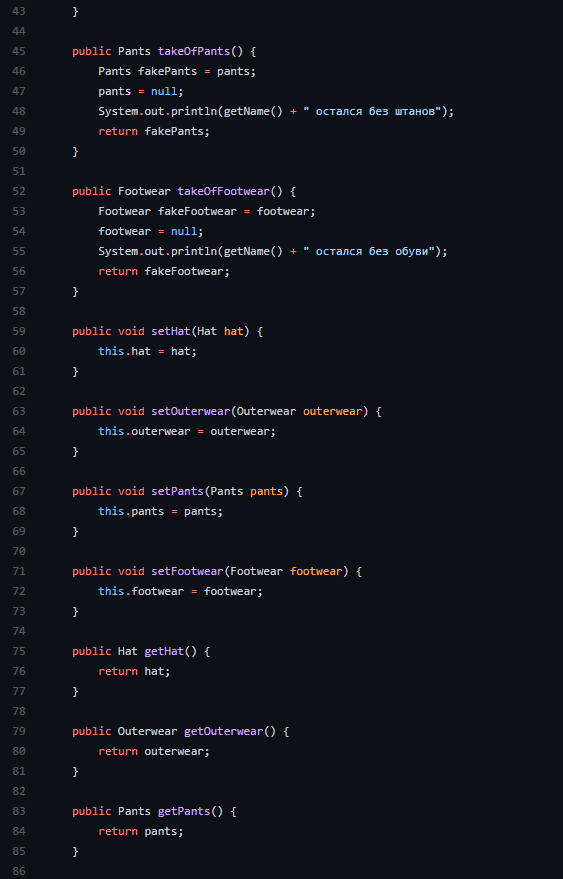 43 }
44
45 public Pants takeOfPants() {
46 Pants fakePants = pants;
47 pants = null;
48 System.out.println(getName() + " остался без штанов");
49 return fakePants;
50 }
51
52 public Footwear takeOfFootwear() {
53 Footwear fakeFootwear = footwear;
54 footwear = null;
55 System.out.println(getName() + " остался без обуви");
56 return fakeFootwear;
57 }
58
59 public void setHat(Hat hat) {
60 this.hat = hat;
61 }
62
63 public void setOuterwear(Outerwear outerwear) {
64 this.outerwear = outerwear;
65 }
66
67 public void setPants(Pants pants) {
68 this.pants = pants;
69 }
70
71 public void setFootwear(Footwear footwear) {
72 this.footwear = footwear;
73 }
74
75 public Hat getHat() {
76 return hat;
77 }
78
79 public Outerwear getOuterwear() {
80 return outerwear;
81 }
82
83 public Pants getPants() {
84 return pants;
85 }
86